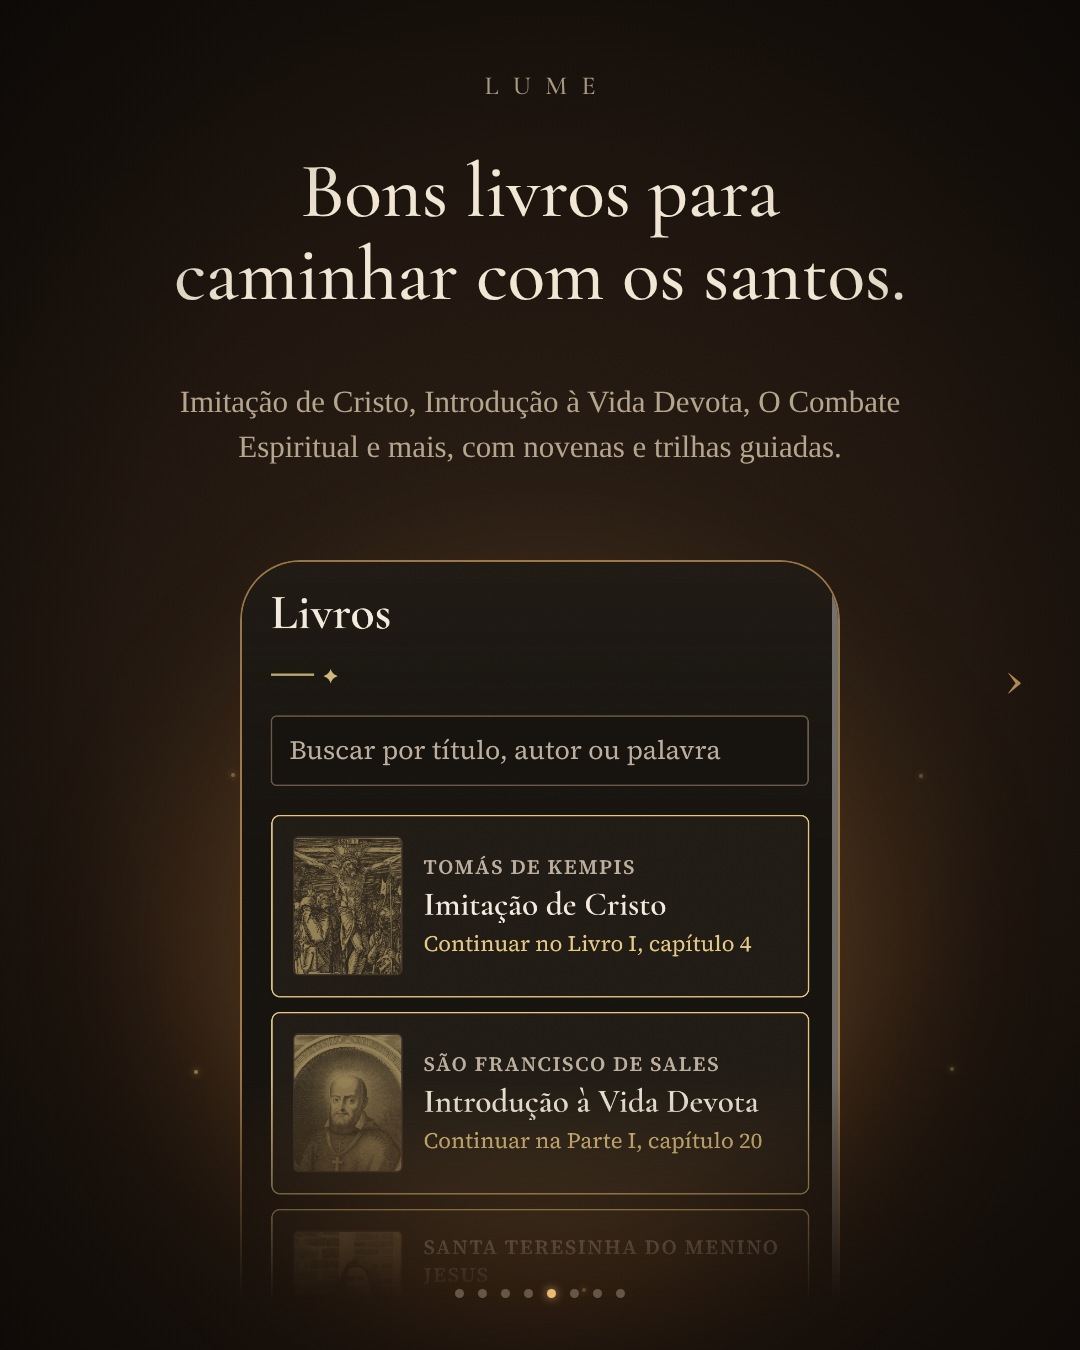 LUME
Bons livros para
caminhar com os santos.
Imitação de Cristo, Introdução à Vida Devota, O Combate
Espiritual e mais, com novenas e trilhas guiadas.
Livros
Buscar por título, autor ou palavra
TOMÁS DE KEMPIS
Imitação de Cristo
Continuar no Livro I, capítulo 4
SÃO FRANCISCO DE SALES
Introdução à Vida Devota
Continuar na Parte I, capítulo 20
SANTA TERESINHA DO MENINO
JESUS